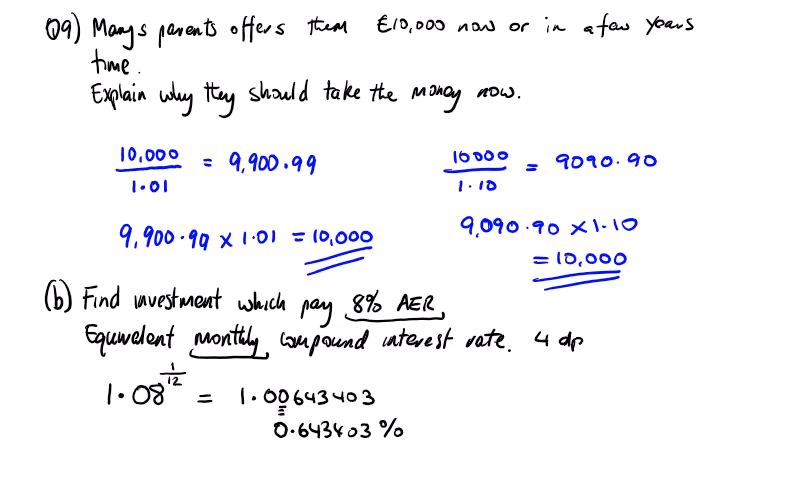 Q9) Marys parents offers them £10,000 now or in a few years
time.
Explain why they should take the money now.
10,000 / 1.01 = 9,900.99
10000 / 1.10 = 9090.90
9,900.99 x 1.01 = 10,000
9,090.90 x 1.10
= 10,000
(b) Find investment which pay 8% AER
Equivalent monthly compound interest rate. 4 dp
1.08^1/12 = 1.00643403
0.643403 %